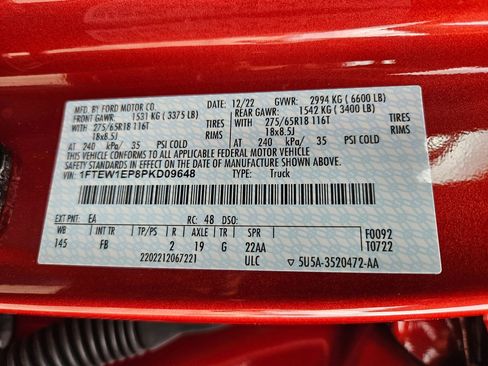 MFD. BY FORD MOTOR CO.
DATE: 12/22 GVWR: 2994 KG ( 6600 LB)
FRONT GAWR: 1531 KG ( 3375 LB)
REAR GAWR: 1542 KG ( 3400 LB)
WITH 275/65R18 116T
18x8.5J
WITH 275/65R18 116T
18x8.5J
AT 240 kPa/ 35 PSI COLD
AT 240 kPa/ 35 PSI COLD
THIS VEHICLE CONFORMS TO ALL APPLICABLE FEDERAL MOTOR VEHICLE
SAFETY STANDARDS IN EFFECT ON THE DATE OF MANUFACTURE SHOWN ABOVE.
VIN: 1FTEW1EP8PKD09648 TYPE: Truck
EXT PNT: EA RC: 48 DSO:
WB INT TR TP/PS R AXLE TR SPR
145 FB 2 19 G 22AA
F0092
T0722
2202212067221 ULC ▽ 5U5A-3520472-AA